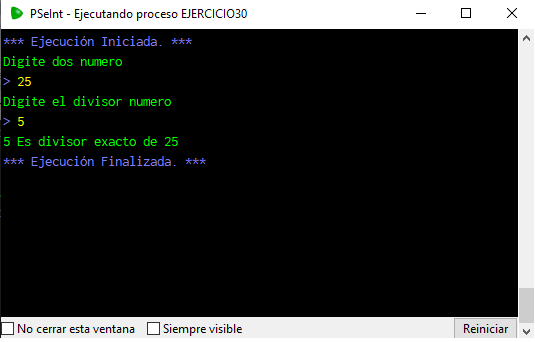 PSeInt - Ejecutando proceso EJERCICIO30
*** Ejecución Iniciada. ***
Digite dos numero
> 25
Digite el divisor numero
> 5
5 Es divisor exacto de 25
*** Ejecución Finalizada. ***
No cerrar esta ventana Siempre visible Reiniciar